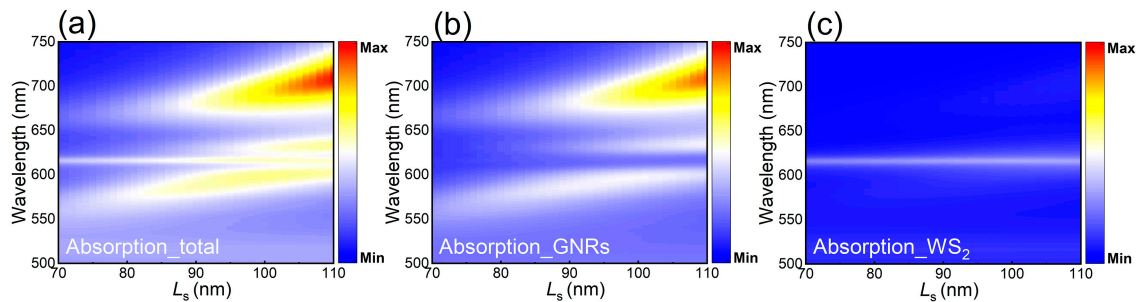 (a)
750
700
650
600
550
500
70
80
90
100
110
Wavelength (nm)
Lₛ (nm)
Absorption_total
Max
Min
(b)
750
700
650
600
550
500
70
80
90
100
110
Wavelength (nm)
Lₛ (nm)
Absorption_GNRs
Max
Min
(c)
750
700
650
600
550
500
70
80
90
100
110
Wavelength (nm)
Lₛ (nm)
Absorption_WS₂
Max
Min